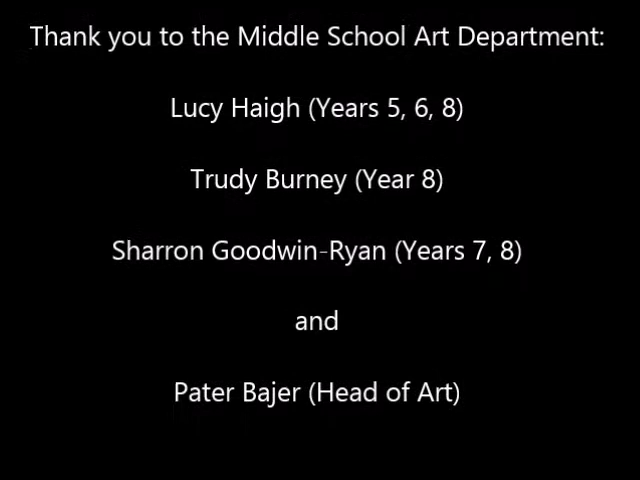 Thank you to the Middle School Art Department:
Lucy Haigh (Years 5, 6, 8)
Trudy Burney (Year 8)
Sharron Goodwin-Ryan (Years 7, 8)
and
Pater Bajer (Head of Art)